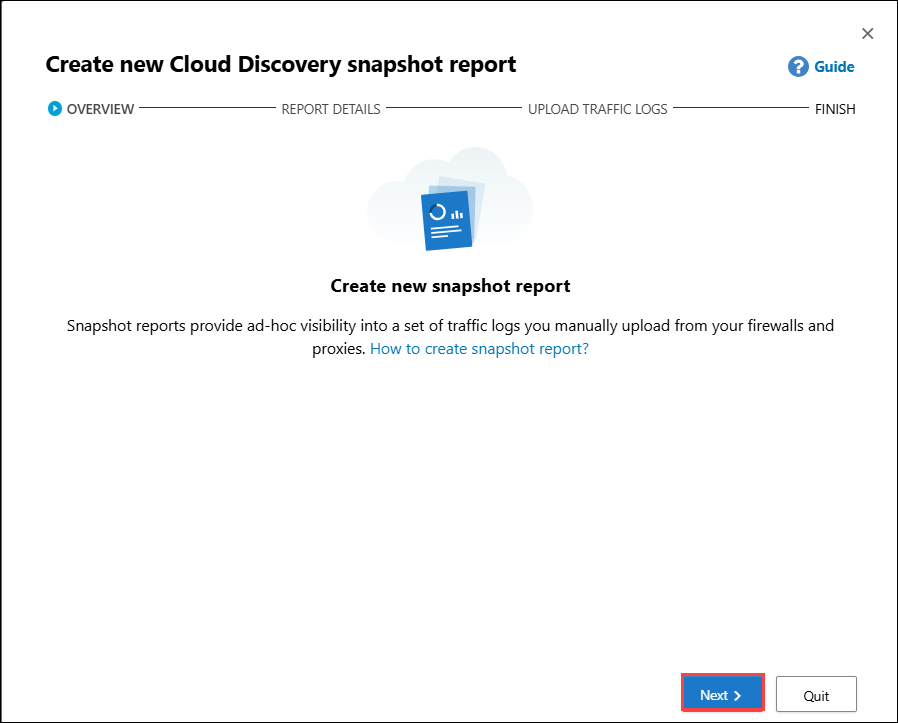 Create new Cloud Discovery snapshot report
? Guide
OVERVIEW REPORT DETAILS UPLOAD TRAFFIC LOGS FINISH
Create new snapshot report
Snapshot reports provide ad-hoc visibility into a set of traffic logs you manually upload from your firewalls and
proxies. How to create snapshot report?
Next Quit